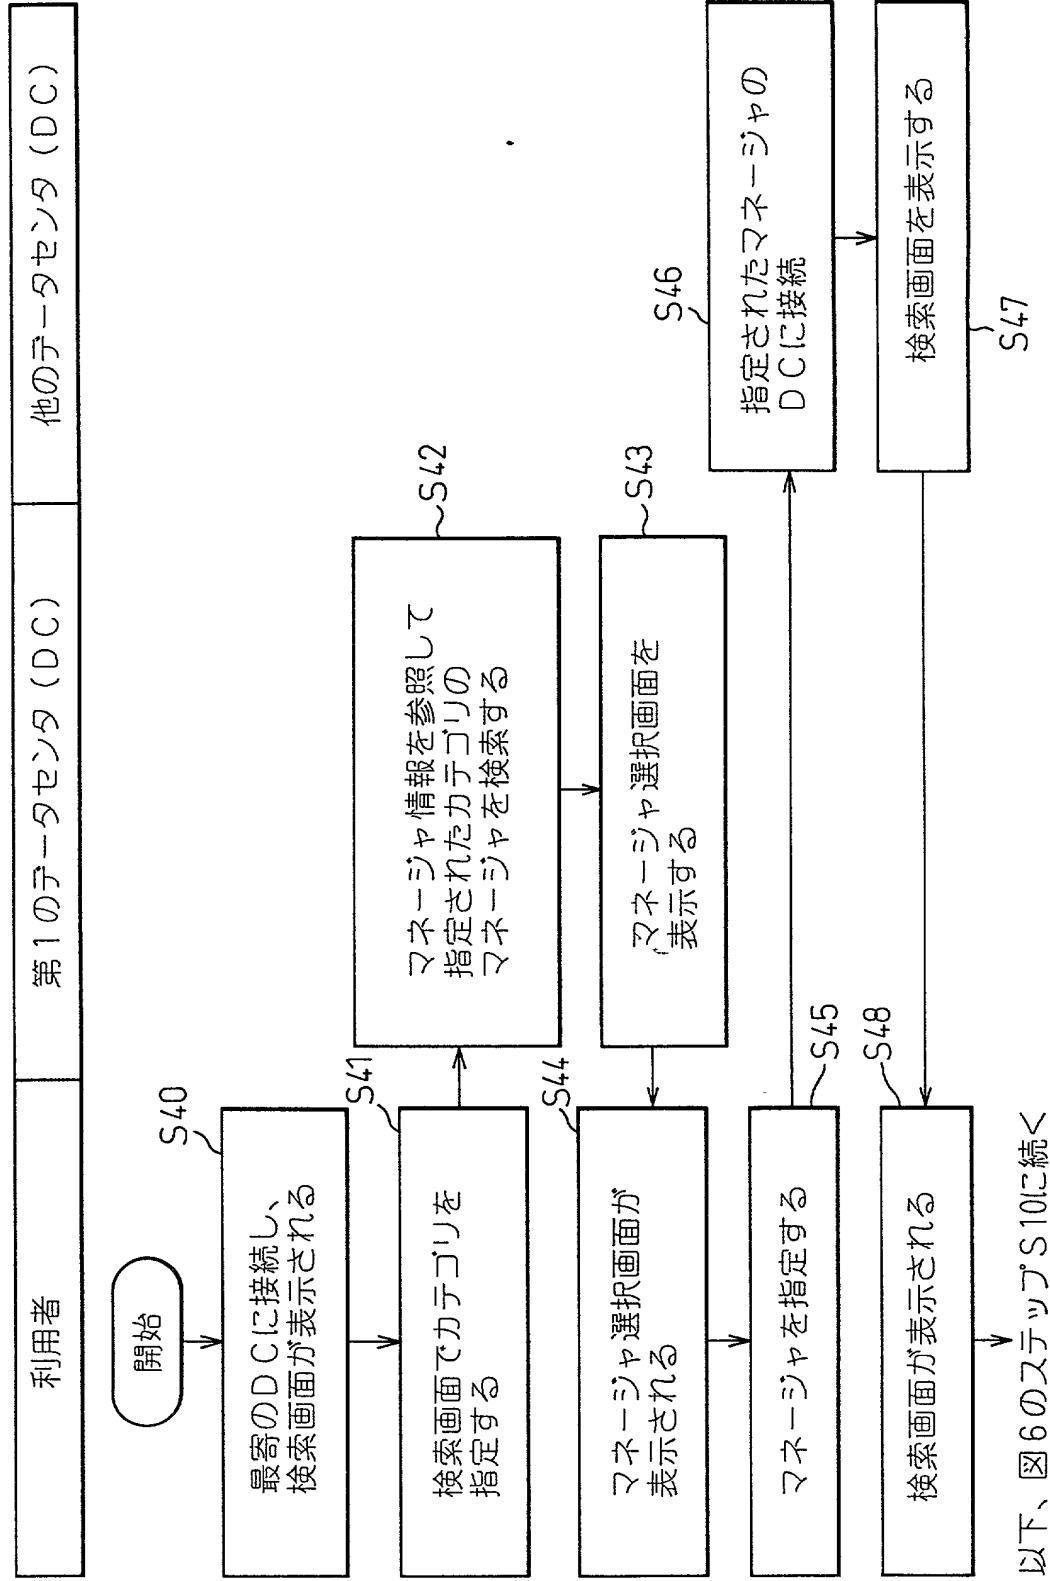 利用者
第1のデータセンタ(DC)
他のデータセンタ(DC)
開始
S40
最寄のDCに接続し、
検索画面が表示される
S41
検索画面でカテゴリを
指定する
S42
マネージャ情報を参照して
指定されたカテゴリの
マネージャを検索する
S43
マネージャ選択画面を
表示する
S44
マネージャ選択画面が
表示される
S45
マネージャを指定する
S46
指定されたマネージャの
DCに接続
S47
検索画面を表示する
S48
検索画面が表示される
以下、図6のステップS10に続く